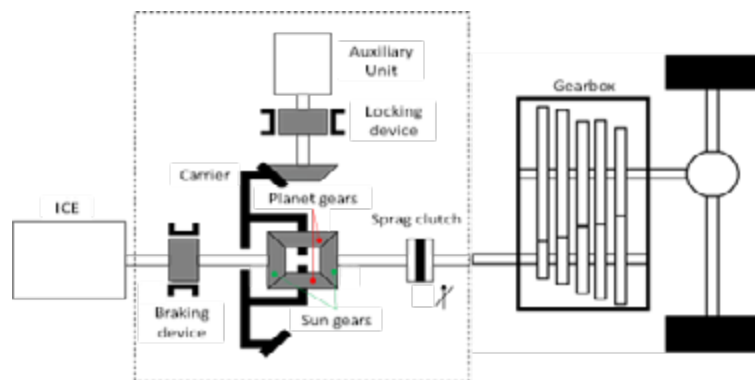 Auxiliary
Unit
Gearbox
Locking
device
Carrier
Planet gears
ICE
Sprag clutch
Braking
device
Sun gears